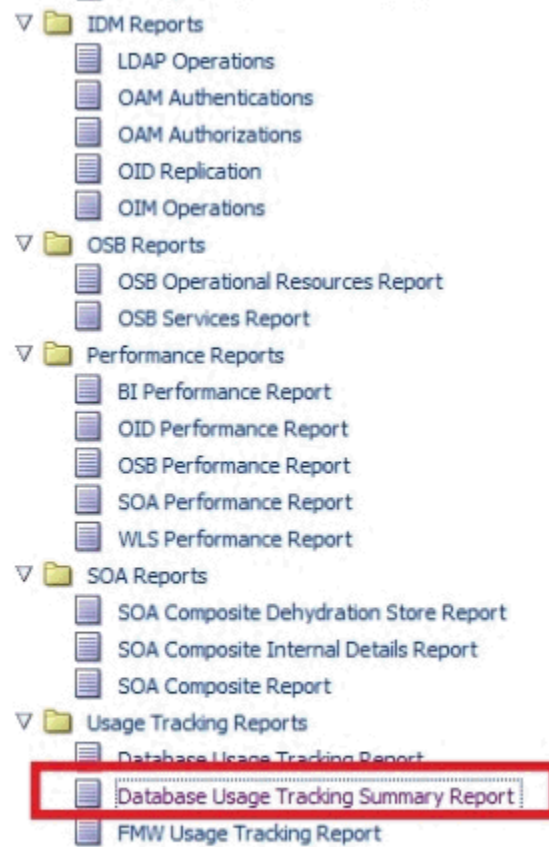 IDM Reports
LDAP Operations
OAM Authentications
OAM Authorizations
OID Replication
OIM Operations
OSB Reports
OSB Operational Resources Report
OSB Services Report
Performance Reports
BI Performance Report
OID Performance Report
OSB Performance Report
SOA Performance Report
WLS Performance Report
SOA Reports
SOA Composite Dehydration Store Report
SOA Composite Internal Details Report
SOA Composite Report
Usage Tracking Reports
Database Usage Tracking Report
Database Usage Tracking Summary Report
FMW Usage Tracking Report